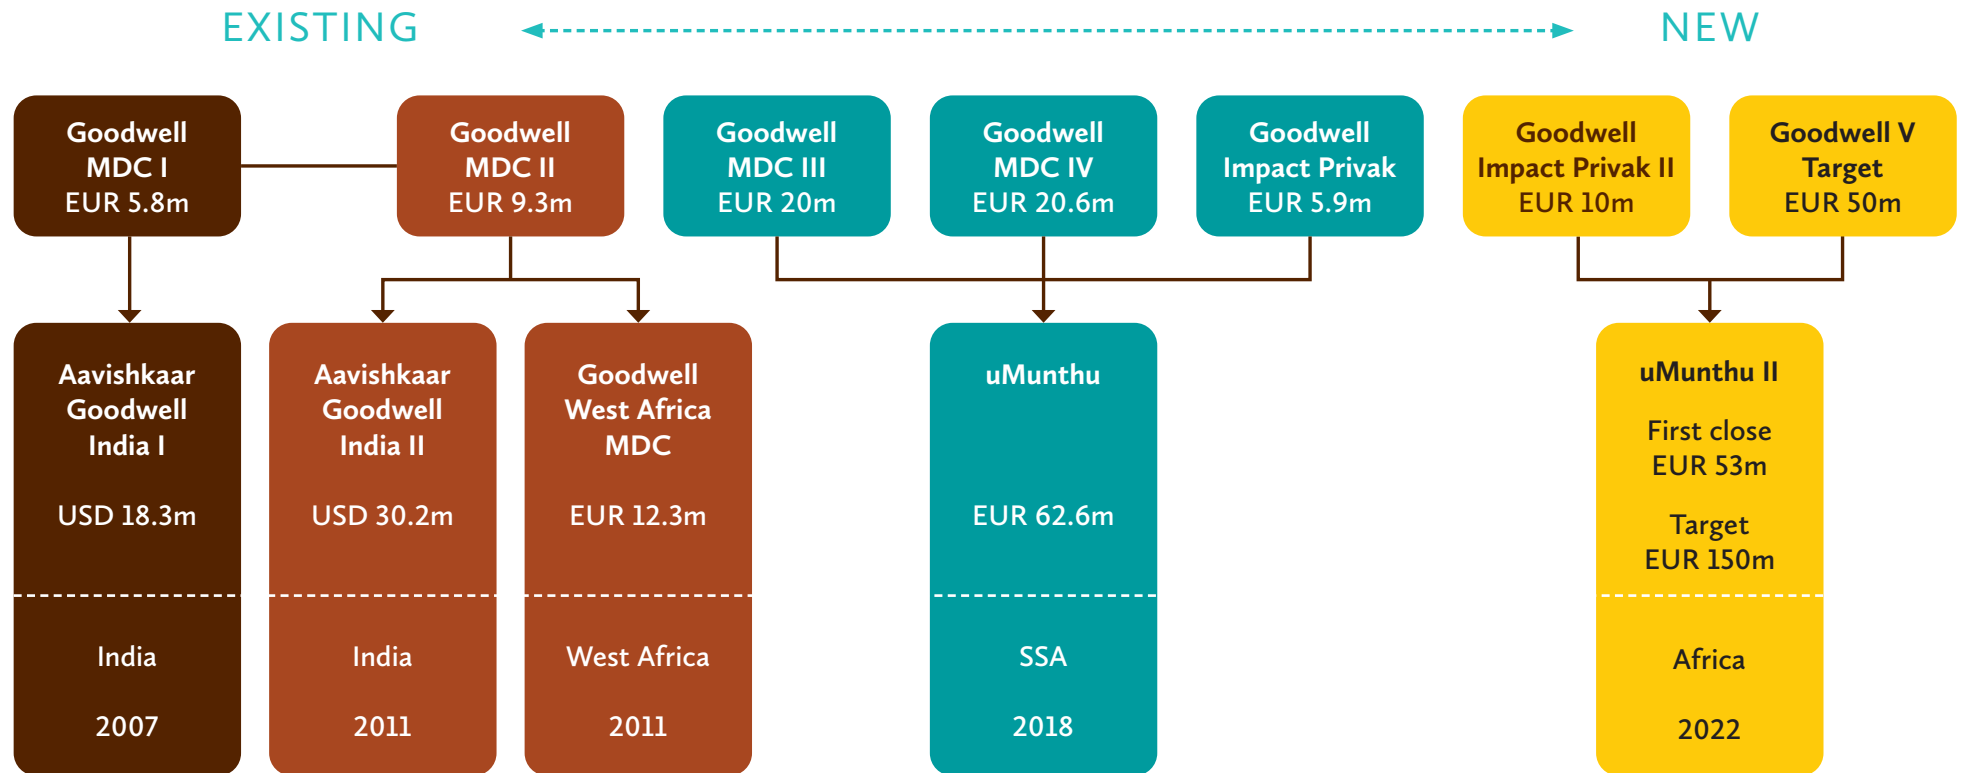 EXISTING
NEW
Goodwell
MDC I
EUR 5.8m
Goodwell
MDC II
EUR 9.3m
Goodwell
MDC III
EUR 20m
Goodwell
MDC IV
EUR 20.6m
Goodwell
Impact Privak
EUR 5.9m
Goodwell
Impact Privak II
EUR 10m
Goodwell V
Target
EUR 50m
Aavishkaar
Goodwell
India I
USD 18.3m
India
2007
Aavishkaar
Goodwell
India II
USD 30.2m
India
2011
Goodwell
West Africa
MDC
EUR 12.3m
West Africa
2011
uMunthu
EUR 62.6m
SSA
2018
uMunthu II
First close
EUR 53m
Target
EUR 150m
Africa
2022